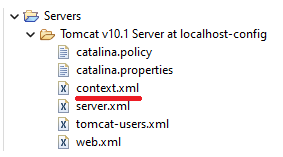 Servers
Tomcat v10.1 Server at localhost-config
catalina.policy
catalina.properties
context.xml
server.xml
tomcat-users.xml
web.xml